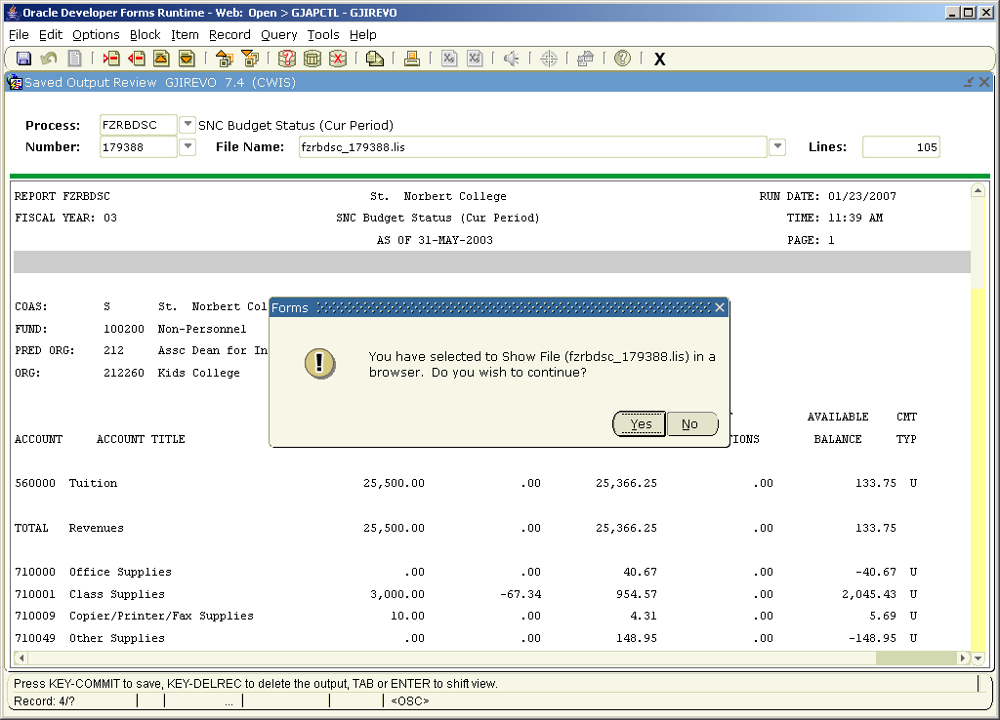 Oracle Developer Forms Runtime - Web: Open > GJAPCTL - GJIREVO
File Edit Options Block Item Record Query Tools Help
X
Saved Output Review GJIREVO 7.4 (CWIS)
Process: FZRBDSC SNC Budget Status (Cur Period)
Number: 179388 File Name: fzrbdsc_179388.lis Lines: 105
REPORT FZRBDSC St. Norbert College RUN DATE: 01/23/2007
FISCAL YEAR: 03 SNC Budget Status (Cur Period) TIME: 11:39 AM
AS OF 31-MAY-2003 PAGE: 1
COAS: S St. Norbert Col
FUND: 100200 Non-Personnel
PRED ORG: 212 Assc Dean for In
ORG: 212260 Kids College
Forms
You have selected to Show File (fzrbdsc_179388.lis) in a
browser. Do you wish to continue?
Yes No
AVAILABLE CMT
ACCOUNT ACCOUNT TITLE IONS BALANCE TYP
560000 Tuition 25,500.00 .00 25,366.25 .00 133.75 U
TOTAL Revenues 25,500.00 .00 25,366.25 .00 133.75
710000 Office Supplies .00 .00 40.67 .00 -40.67 U
710001 Class Supplies 3,000.00 -67.34 954.57 .00 2,045.43 U
710009 Copier/Printer/Fax Supplies 10.00 .00 4.31 .00 5.69 U
710049 Other Supplies .00 .00 148.95 .00 -148.95 U
Press KEY-COMMIT to save, KEY-DELREC to delete the output, TAB or ENTER to shift view.
Record: 4/? ... <OSC>